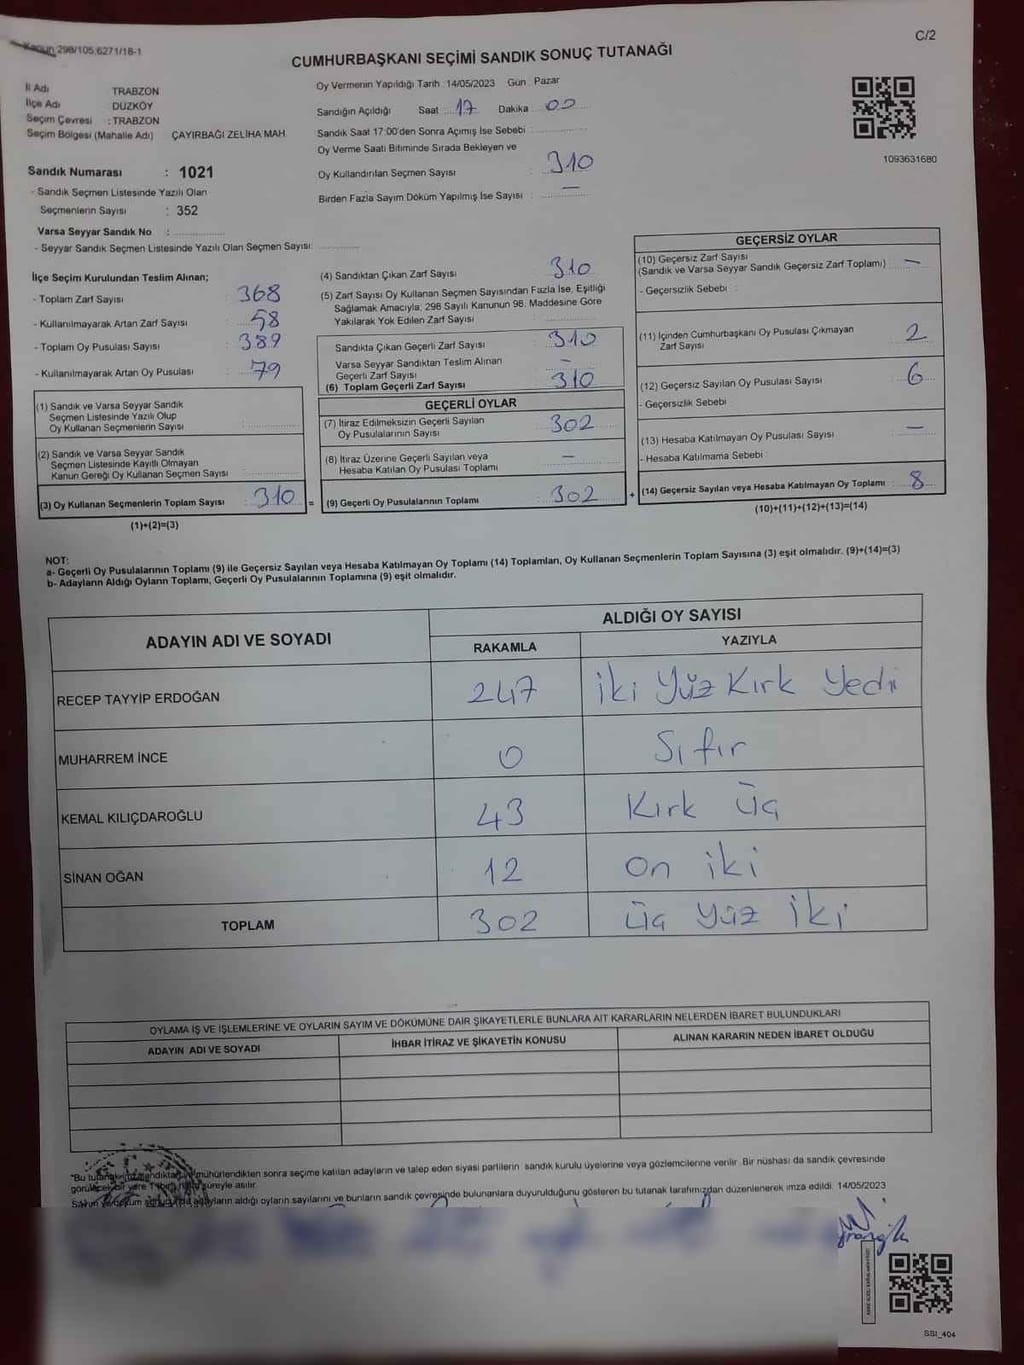 Kanun:298/105,6271/18-1
C/2
CUMHURBAŞKANI SEÇİMİ SANDIK SONUÇ TUTANAĞI
İl Adı TRABZON
İlçe Adı DÜZKÖY
Seçim Çevresi : TRABZON
Seçim Bölgesi (Mahalle Adı) ÇAYIRBAĞI ZELİHA MAH.
Sandık Numarası : 1021
- Sandık Seçmen Listesinde Yazılı Olan
Seçmenlerin Sayısı : 352
Varsa Seyyar Sandık No :
- Seyyar Sandık Seçmen Listesinde Yazılı Olan Seçmen Sayısı:
Oy Vermenin Yapıldığı Tarih :14/05/2023 Gün : Pazar
Sandığın Açıldığı Saat 17 Dakika 00
Sandık Saat 17:00'den Sonra Açılmış İse Sebebi :
Oy Verme Saati Bitiminde Sırada Bekleyen ve
Oy Kullandırılan Seçmen Sayısı : 310
Birden Fazla Sayım Döküm Yapılmış İse Sayısı : —
1093631680
İlçe Seçim Kurulundan Teslim Alınan;
- Toplam Zarf Sayısı : 368
- Kullanılmayarak Artan Zarf Sayısı : 58
- Toplam Oy Pusulası Sayısı : 389
- Kullanılmayarak Artan Oy Pusulası : 79
(1) Sandık ve Varsa Seyyar Sandık
Seçmen Listesinde Yazılı Olup
Oy Kullanan Seçmenlerin Sayısı :
(2) Sandık ve Varsa Seyyar Sandık
Seçmen Listesinde Kayıtlı Olmayan
Kanun Gereği Oy Kullanan Seçmen Sayısı :
(3) Oy Kullanan Seçmenlerin Toplam Sayısı : 310 =
(1)+(2)=(3)
(4) Sandıktan Çıkan Zarf Sayısı : 310
(5) Zarf Sayısı Oy Kullanan Seçmen Sayısından Fazla İse, Eşitliği
Sağlamak Amacıyla; 298 Sayılı Kanunun 98. Maddesine Göre
Yakılarak Yok Edilen Zarf Sayısı :
Sandıkta Çıkan Geçerli Zarf Sayısı : 310
Varsa Seyyar Sandıktan Teslim Alınan
Geçerli Zarf Sayısı : —
(6) Toplam Geçerli Zarf Sayısı : 310
GEÇERLİ OYLAR
(7) İtiraz Edilmeksizin Geçerli Sayılan
Oy Pusulalarının Sayısı : 302
(8) İtiraz Üzerine Geçerli Sayılan veya
Hesaba Katılan Oy Pusulası Toplamı : —
(9) Geçerli Oy Pusulalarının Toplamı : 302 +
GEÇERSİZ OYLAR
(10) Geçersiz Zarf Sayısı
(Sandık ve Varsa Seyyar Sandık Geçersiz Zarf Toplamı) : —
- Geçersizlik Sebebi :
(11) İçinden Cumhurbaşkanı Oy Pusulası Çıkmayan
Zarf Sayısı : 2
(12) Geçersiz Sayılan Oy Pusulası Sayısı : 6
- Geçersizlik Sebebi
(13) Hesaba Katılmayan Oy Pusulası Sayısı : —
- Hesaba Katılmama Sebebi
(14) Geçersiz Sayılan veya Hesaba Katılmayan Oy Toplamı : 8
(10)+(11)+(12)+(13)=(14)
NOT:
a- Geçerli Oy Pusulalarının Toplamı (9) ile Geçersiz Sayılan veya Hesaba Katılmayan Oy Toplamı (14) Toplamları, Oy Kullanan Seçmenlerin Toplam Sayısına (3) eşit olmalıdır. (9)+(14)=(3)
b- Adayların Aldığı Oyların Toplamı, Geçerli Oy Pusulalarının Toplamına (9) eşit olmalıdır.
ADAYIN ADI VE SOYADI
ALDIĞI OY SAYISI
RAKAMLA YAZIYLA
RECEP TAYYİP ERDOĞAN 247 iki Yüz Kırk Yedi
MUHARREM İNCE 0 Sıfır
KEMAL KILIÇDAROĞLU 43 Kırk üç
SİNAN OĞAN 12 On iki
TOPLAM 302 üç yüz iki
OYLAMA İŞ VE İŞLEMLERİNE VE OYLARIN SAYIM VE DÖKÜMÜNE DAİR ŞİKAYETLERLE BUNLARA AİT KARARLARIN NELERDEN İBARET BULUNDUKLARI
ADAYIN ADI VE SOYADI İHBAR İTİRAZ VE ŞİKAYETİN KONUSU ALINAN KARARIN NEDEN İBARET OLDUĞU
"Bu mühürlendikten sonra seçime katılan adayların ve talep eden siyasi partilerin sandık kurulu üyelerine veya gözlemcilerine verilir. Bir nüshası da sandık çevresinde
süreyle asılır.
adayların aldığı oyların sayılarını ve bunların sandık çevresinde bulunanlara duyurulduğunu gösteren bu tutanak tarafımızdan düzenlenerek imza edildi. 14/05/2023
SSI_404